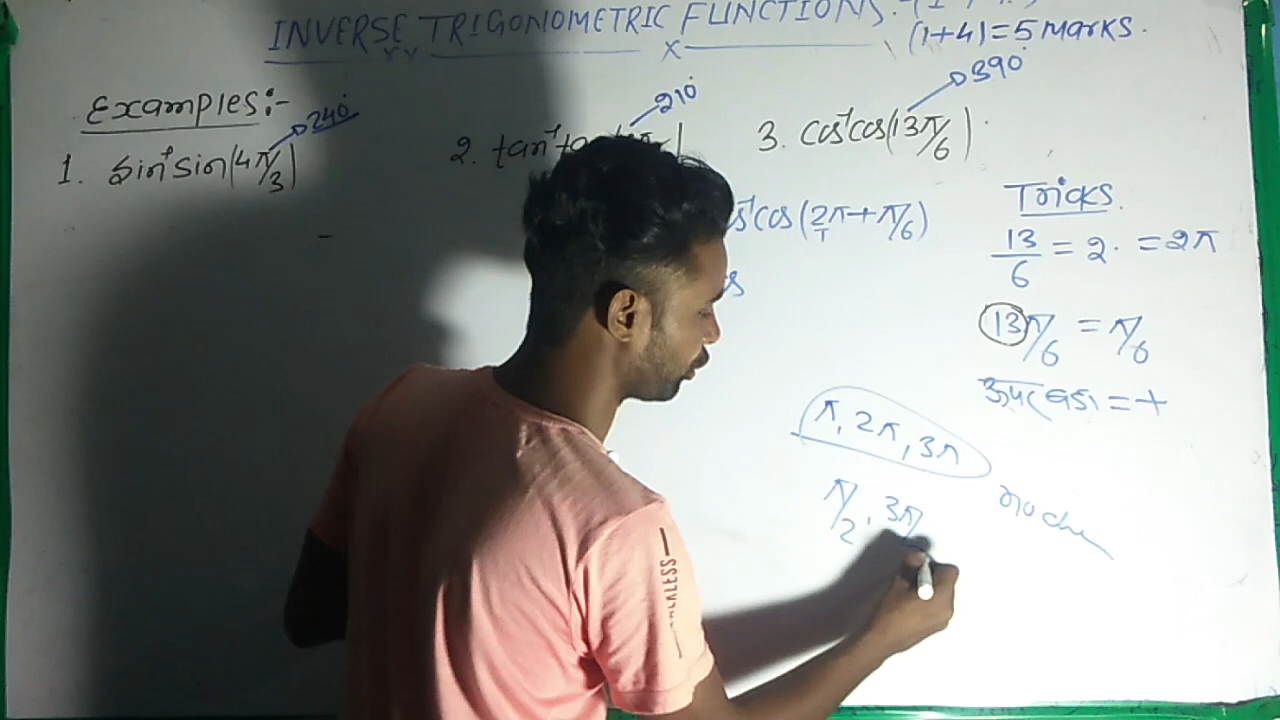 INVERSE TRIGONOMETRIC FUNCTIONS.
(1+4)=5 Marks.
Examples:-
240°
210°
390°
1. Sin⁻¹sin(4π/3)
2. tan⁻¹
3. cos⁻¹cos(13π/6).
cos(2π+π/6)
Tricks.
13/6 = 2. = 2π
13π/6 = π/6
= +
π, 2π, 3π
π/2, 3π/